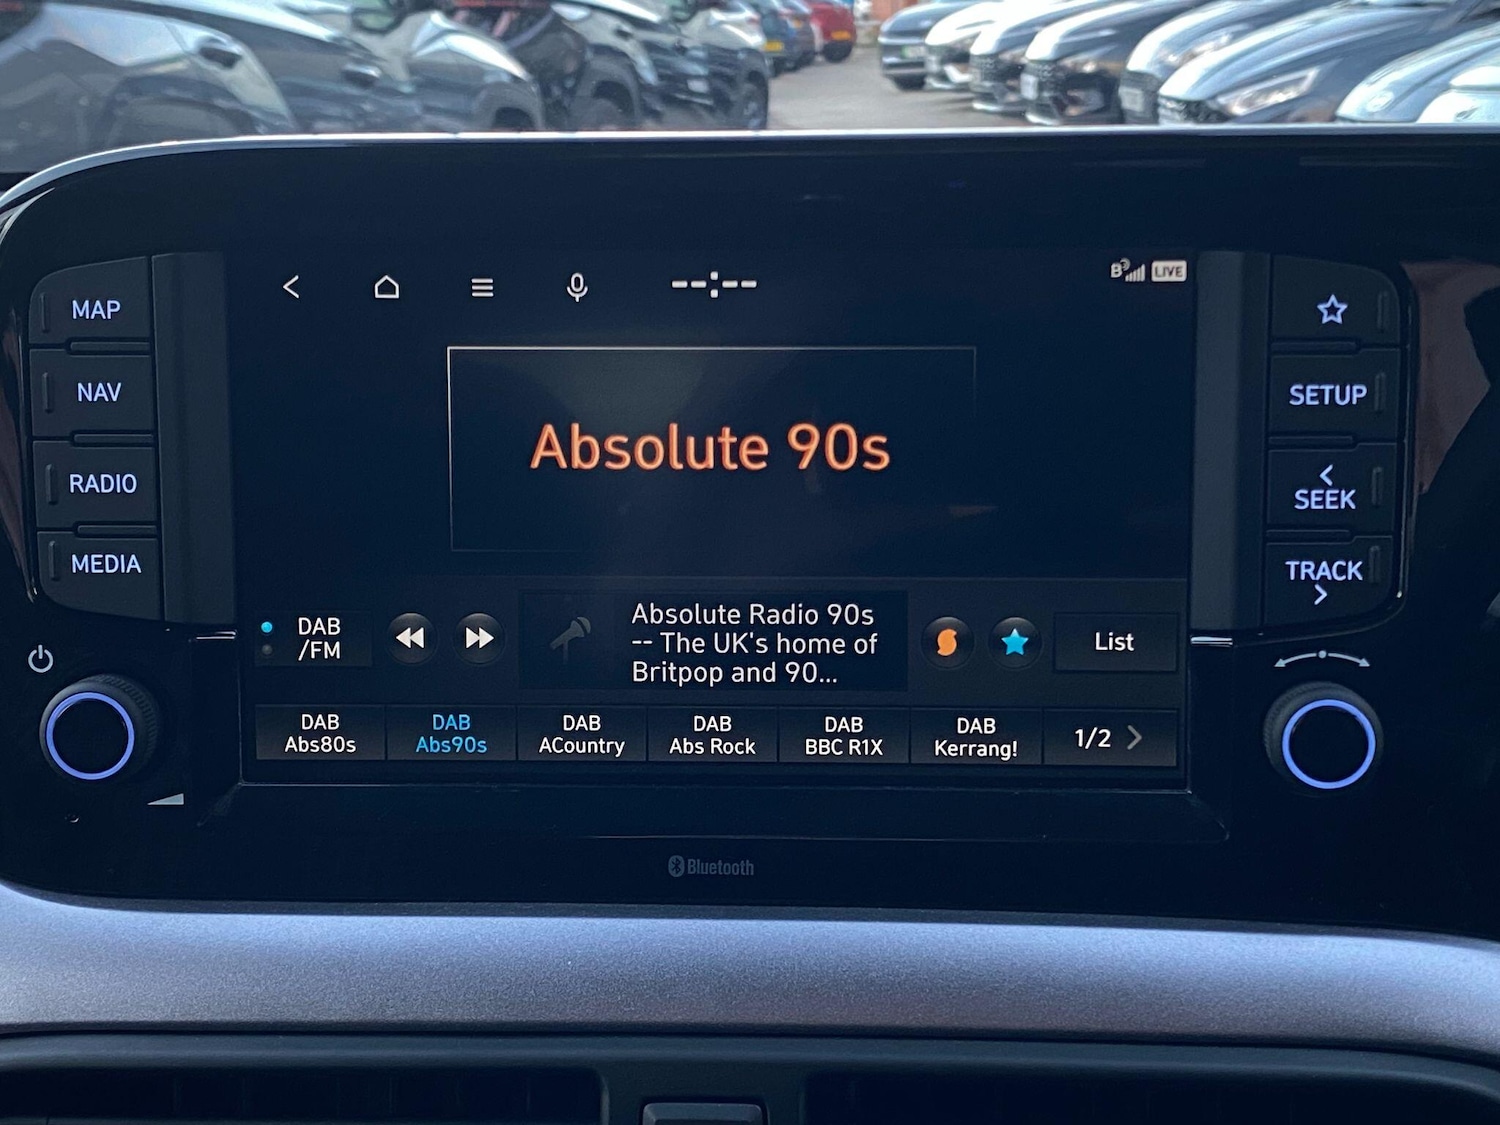 --:--
LIVE
MAP
NAV
RADIO
MEDIA
SETUP
SEEK
TRACK
Absolute 90s
DAB
/FM
Absolute Radio 90s
-- The UK's home of
Britpop and 90...
List
DAB
Abs80s
DAB
Abs90s
DAB
ACountry
DAB
Abs Rock
DAB
BBC R1X
DAB
Kerrang!
1/2
Bluetooth